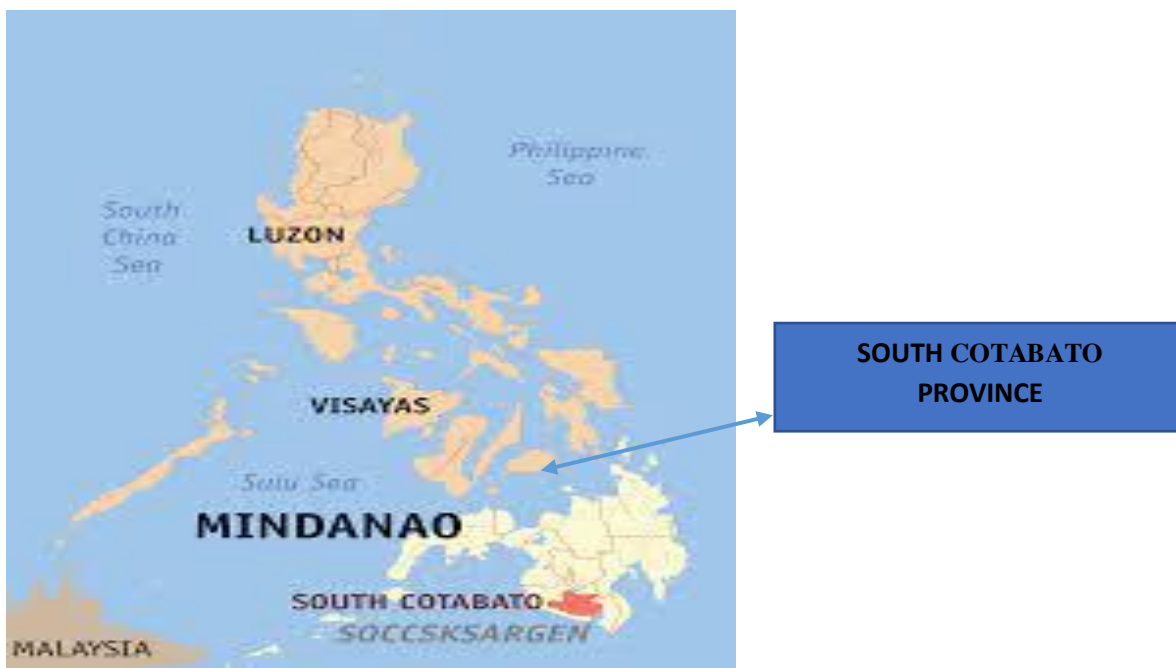 Philippine
Sea
South
China
Sea
LUZON
SOUTH COTABATO
PROVINCE
VISAYAS
Sulu Sea
MINDANAO
SOUTH COTABATO
SOCCSKSARGEN
MALAYSIA